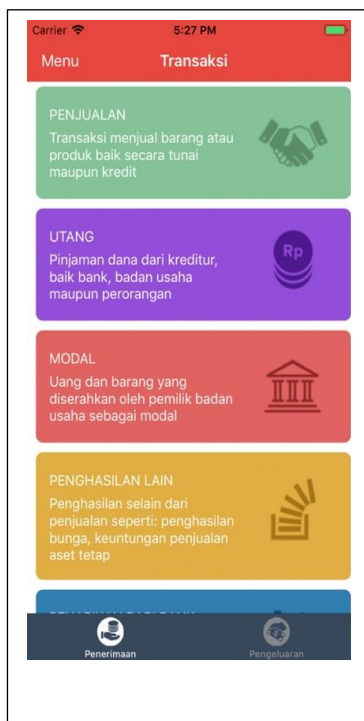 Carrier 5:27 PM
Menu Transaksi
PENJUALAN
Transaksi menjual barang atau
produk baik secara tunai
maupun kredit
UTANG
Pinjaman dana dari kreditur,
baik bank, badan usaha
maupun perorangan
Rp
MODAL
Uang dan barang yang
diserahkan oleh pemilik badan
usaha sebagai modal
PENGHASILAN LAIN
Penghasilan selain dari
penjualan seperti: penghasilan
bunga, keuntungan penjualan
aset tetap
Penerimaan Pengeluaran